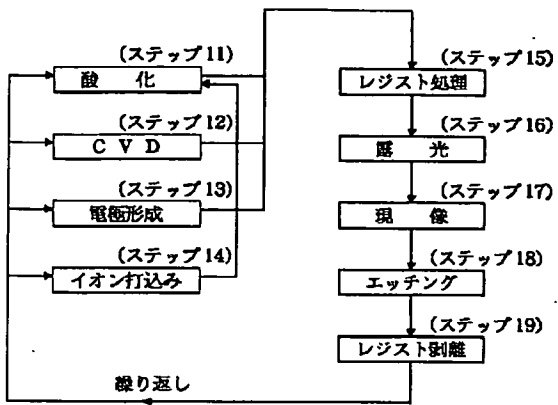 (ステップ11)
酸 化
(ステップ12)
C V D
(ステップ13)
電極形成
(ステップ14)
イオン打込み
(ステップ15)
レジスト処理
(ステップ16)
露 光
(ステップ17)
現 像
(ステップ18)
エッチング
(ステップ19)
レジスト剥離
繰り返し